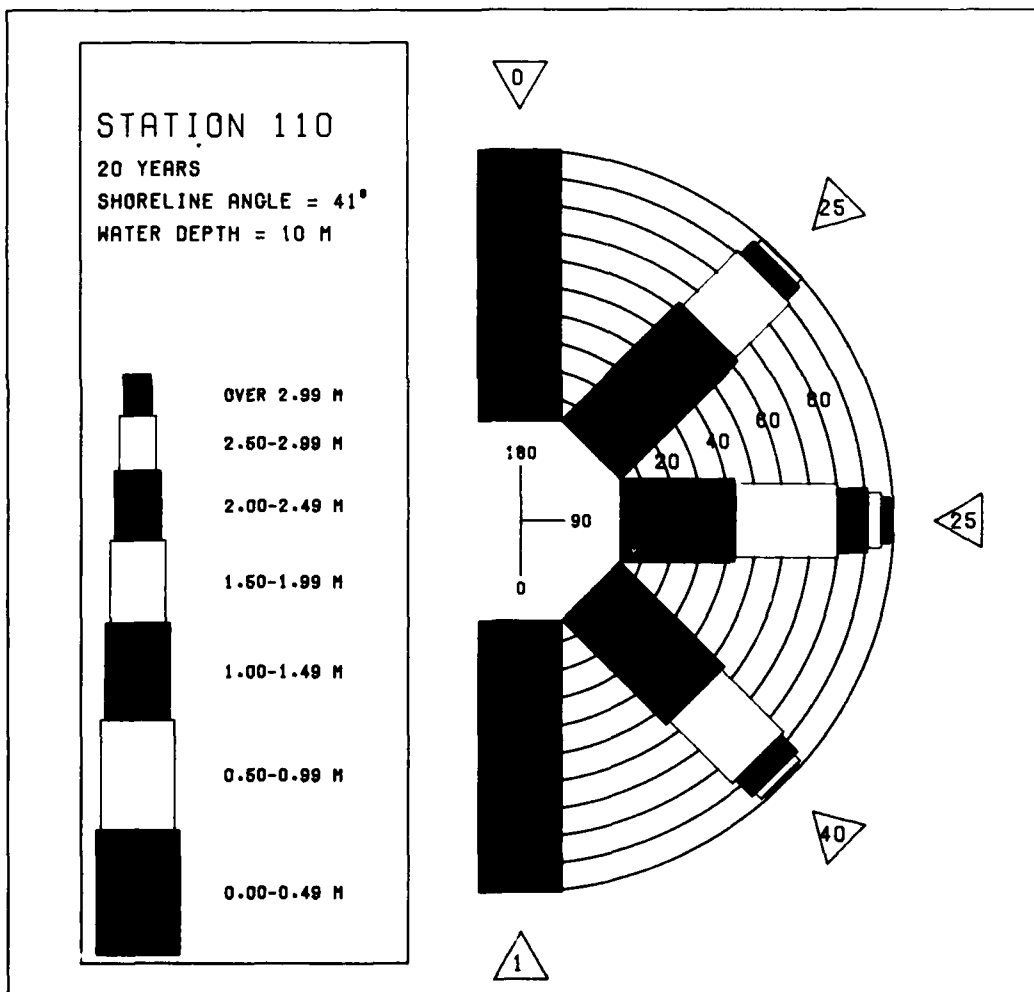 STATION 110
20 YEARS
SHORELINE ANGLE = 41°
WATER DEPTH = 10 M
OVER 2.99 M
2.50-2.99 M
2.00-2.49 M
1.50-1.99 M
1.00-1.49 M
0.50-0.99 M
0.00-0.49 M
0
25
80
60
40
20
180
90
0
25
40
1